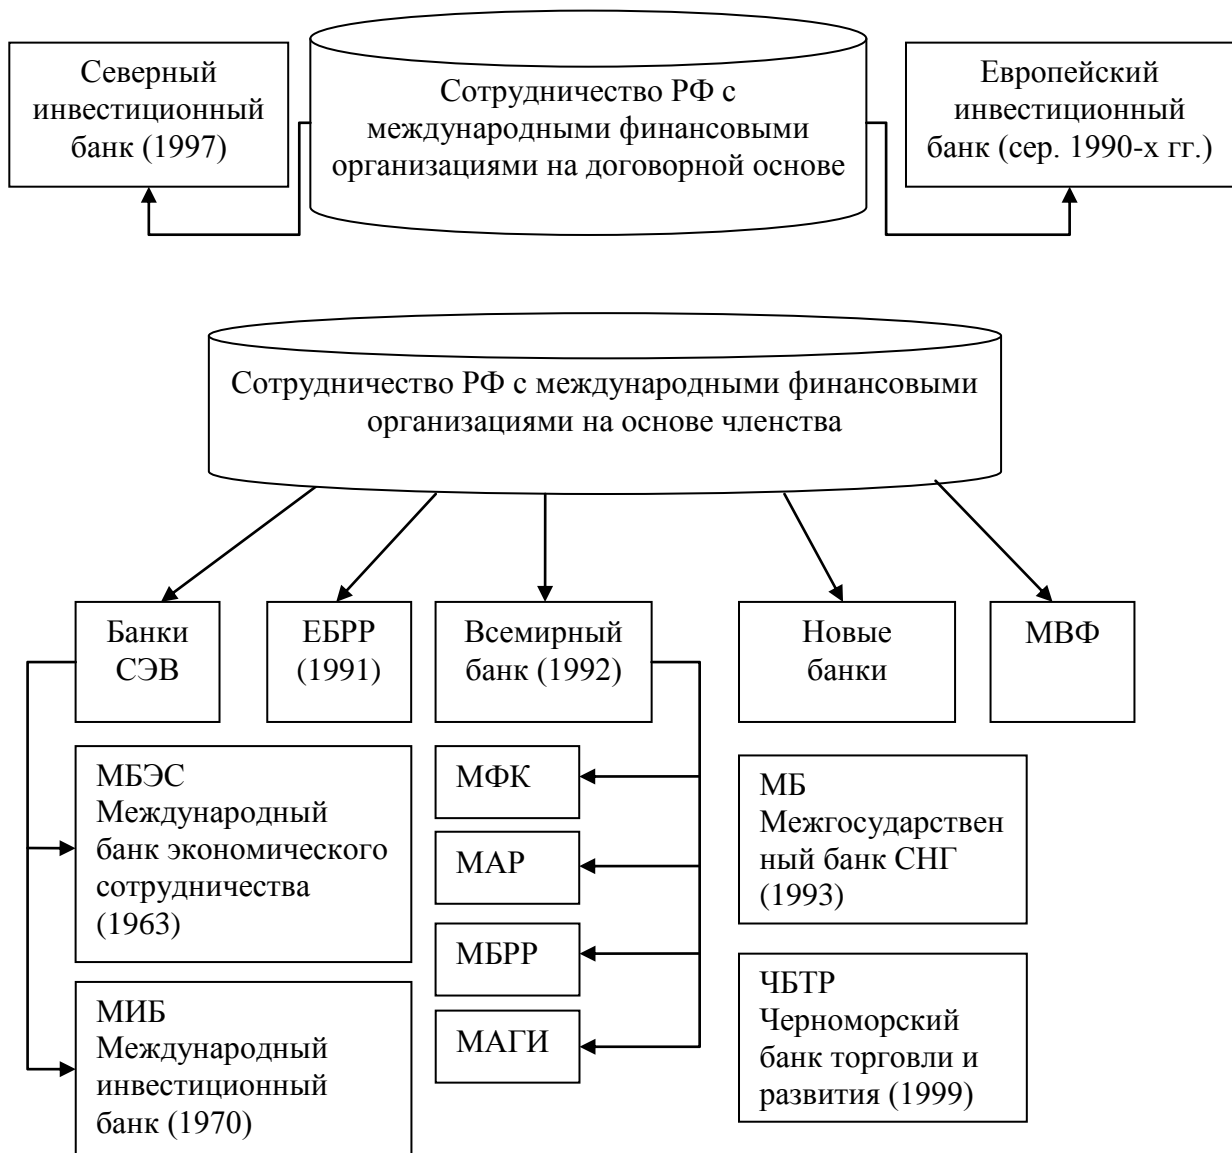 Северный
инвестиционный
банк (1997)
Сотрудничество РФ с
международными финансовыми
организациями на договорной основе
Европейский
инвестиционный
банк (сер. 1990-х гг.)
Сотрудничество РФ с международными финансовыми
организациями на основе членства
Банки
СЭВ
ЕБРР
(1991)
Всемирный
банк (1992)
Новые
банки
МВФ
МБЭС
Международный
банк экономического
сотрудничества
(1963)
МИБ
Международный
инвестиционный
банк (1970)
МФК
МАР
МБРР
МАГИ
МБ
Межгосударствен
ный банк СНГ
(1993)
ЧБТР
Черноморский
банк торговли и
развития (1999)